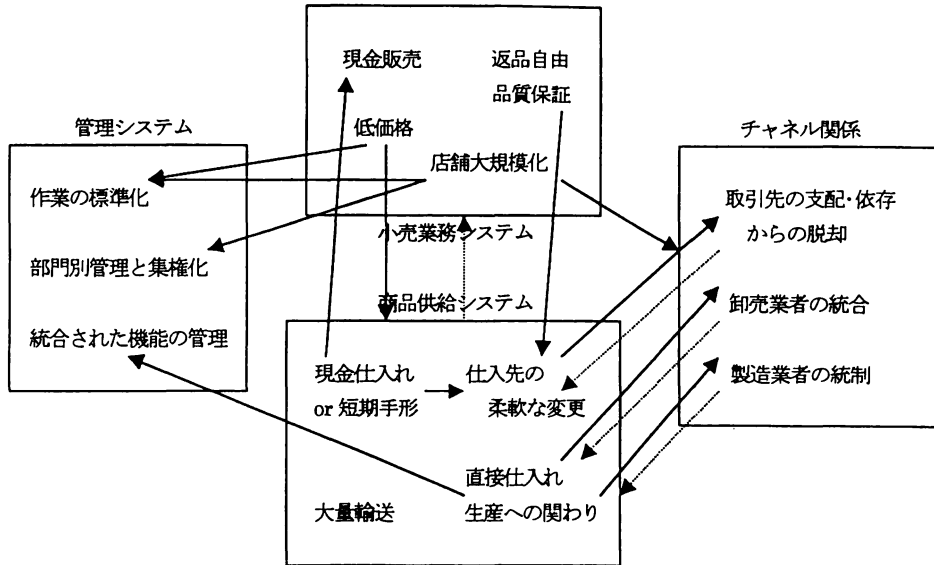 現金販売
返品自由
品質保証
低価格
店舗大規模化
小売業務システム
管理システム
作業の標準化
部門別管理と集権化
統合された機能の管理
商品供給システム
現金仕入れ
or 短期手形
仕入先の
柔軟な変更
直接仕入れ
大量輸送
生産への関わり
チャネル関係
取引先の支配・依存
からの脱却
卸売業者の統合
製造業者の統制